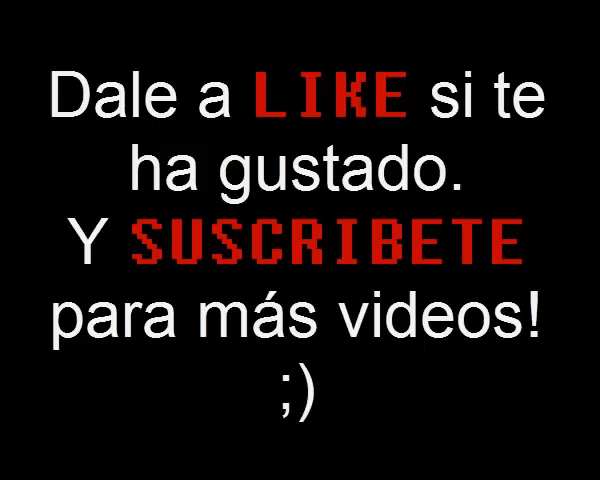 Dale a LIKE si te
ha gustado.
Y SUSCRIBETE
para más videos!
;)